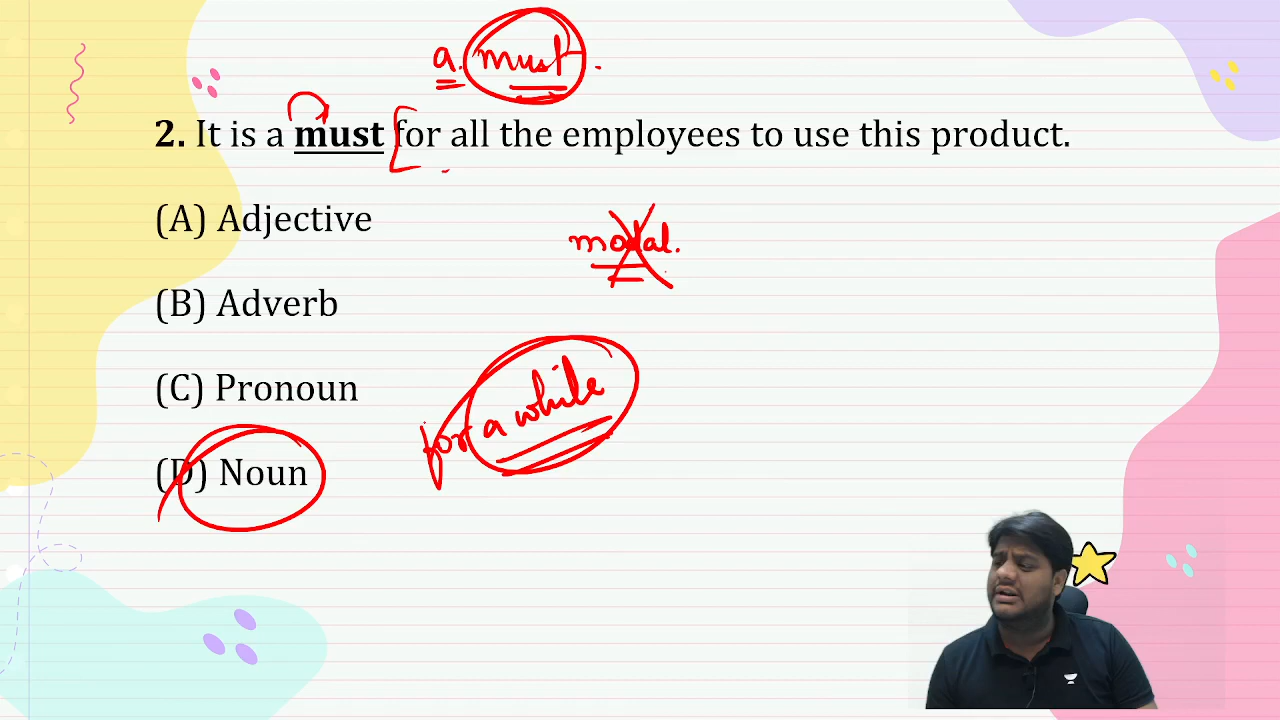 a. must.
2. It is a must for all the employees to use this product.
(A) Adjective
modal.
(B) Adverb
(C) Pronoun
for a while
(D) Noun